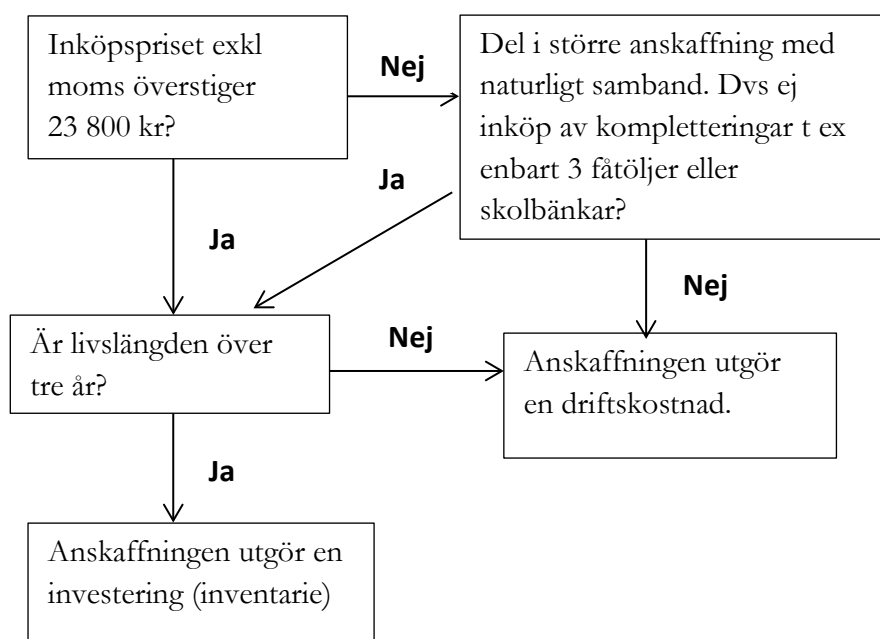 Inköpspriset exkl
moms överstiger
23 800 kr?
Nej
Del i större anskaffning med
naturligt samband. Dvs ej
inköp av kompletteringar t ex
enbart 3 fåtöljer eller
skolbänkar?
Ja
Ja
Nej
Är livslängden över
tre år?
Nej
Anskaffningen utgör
en driftskostnad.
Ja
Anskaffningen utgör en
investering (inventarie)